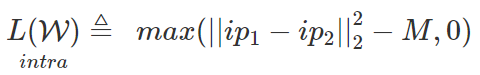 L(𝒲) ≜ max(||ip₁ − ip₂||₂² − M, 0)
intra